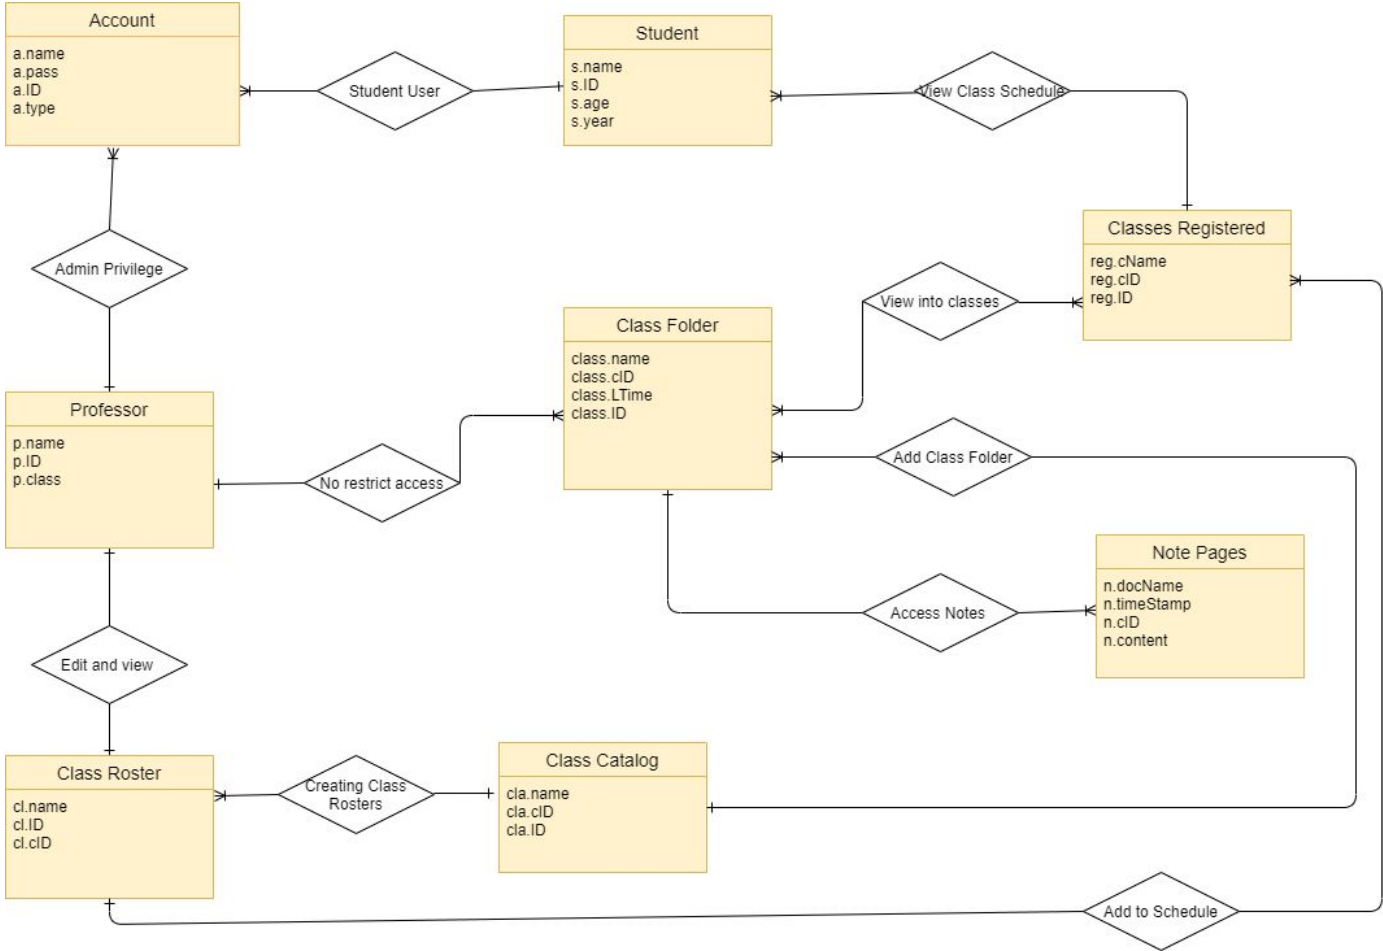 Account
a.name
a.pass
a.ID
a.type
Student User
Student
s.name
s.ID
s.age
s.year
View Class Schedule
Classes Registered
reg.cName
reg.cID
reg.ID
Admin Privilege
View into classes
Class Folder
class.name
class.cID
class.LTime
class.ID
Professor
p.name
p.ID
p.class
No restrict access
Add Class Folder
Note Pages
n.docName
n.timeStamp
n.cID
n.content
Access Notes
Edit and view
Class Roster
cl.name
cl.ID
cl.cID
Creating Class
Rosters
Class Catalog
cla.name
cla.cID
cla.ID
Add to Schedule